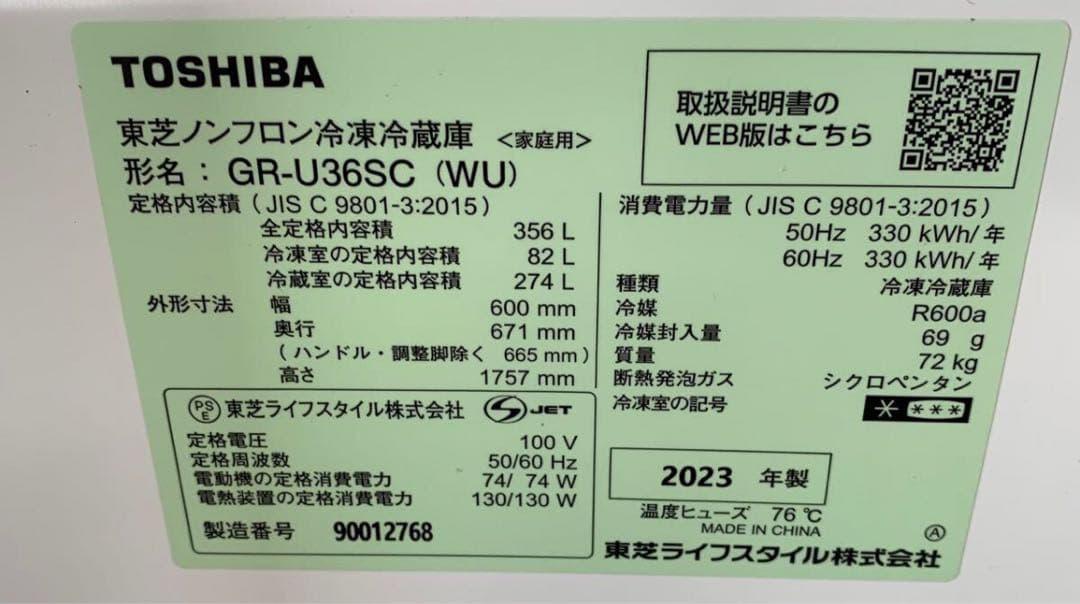 TOSHIBA
東芝ノンフロン冷凍冷蔵庫 <家庭用>
形名：GR-U36SC (WU)
取扱説明書の
WEB版はこちら
定格内容積 (JIS C 9801-3:2015)
全定格内容積 356 L
冷凍室の定格内容積 82 L
冷蔵室の定格内容積 274 L
外形寸法 幅 600 mm
奥行 671 mm
(ハンドル・調整脚除く 665 mm)
高さ 1757 mm
消費電力量 (JIS C 9801-3:2015)
50Hz 330 kWh/年
60Hz 330 kWh/年
種類 冷凍冷蔵庫
冷媒 R600a
冷媒封入量 69 g
質量 72 kg
断熱発泡ガス シクロペンタン
冷凍室の記号 * ***
PSE 東芝ライフスタイル株式会社 JET
定格電圧 100 V
定格周波数 50/60 Hz
電動機の定格消費電力 74/ 74 W
電熱装置の定格消費電力 130/130 W
製造番号 90012768
2023 年製
温度ヒューズ 76℃
MADE IN CHINA
A
東芝ライフスタイル株式会社